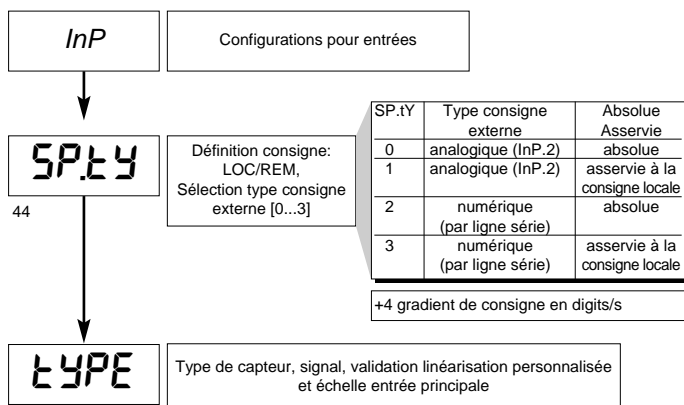 InP
Configurations pour entrées
SP.tY
44
Définition consigne:
LOC/REM,
Sélection type consigne
externe [0...3]
SP.tY Type consigne externe Absolue Asservie
0 analogique (InP.2) absolue
1 analogique (InP.2) asservie à la consigne locale
2 numérique (par ligne série) absolue
3 numérique (par ligne série) asservie à la consigne locale
+4 gradient de consigne en digits/s
tYPE
Type de capteur, signal, validation linéarisation personnalisée
et échelle entrée principale